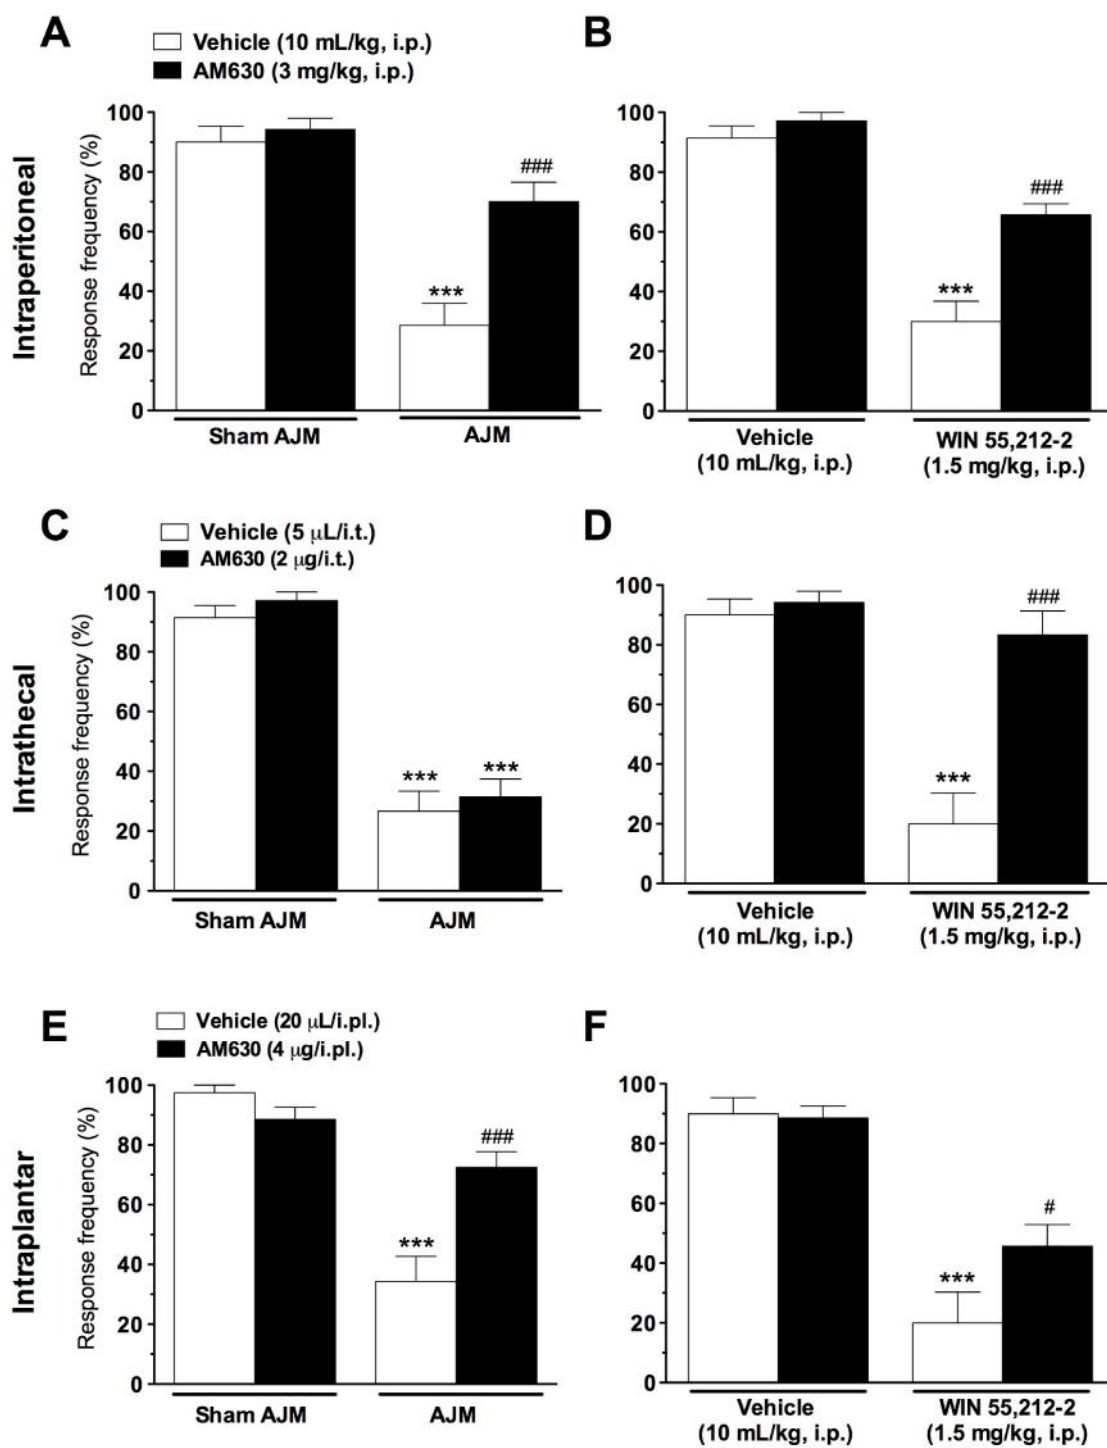 A
Vehicle (10 mL/kg, i.p.)
AM630 (3 mg/kg, i.p.)
B
Intraperitoneal
Response frequency (%)
100
80
60
40
20
0
***
###
Sham AJM
AJM
100
80
60
40
20
0
***
###
Vehicle
(10 mL/kg, i.p.)
WIN 55,212-2
(1.5 mg/kg, i.p.)
C
Vehicle (5 μL/i.t.)
AM630 (2 μg/i.t.)
D
Intrathecal
Response frequency (%)
100
80
60
40
20
0
***
***
Sham AJM
AJM
100
80
60
40
20
0
***
###
Vehicle
(10 mL/kg, i.p.)
WIN 55,212-2
(1.5 mg/kg, i.p.)
E
Vehicle (20 μL/i.pl.)
AM630 (4 μg/i.pl.)
F
Intraplantar
Response frequency (%)
100
80
60
40
20
0
***
###
Sham AJM
AJM
100
80
60
40
20
0
***
#
Vehicle
(10 mL/kg, i.p.)
WIN 55,212-2
(1.5 mg/kg, i.p.)